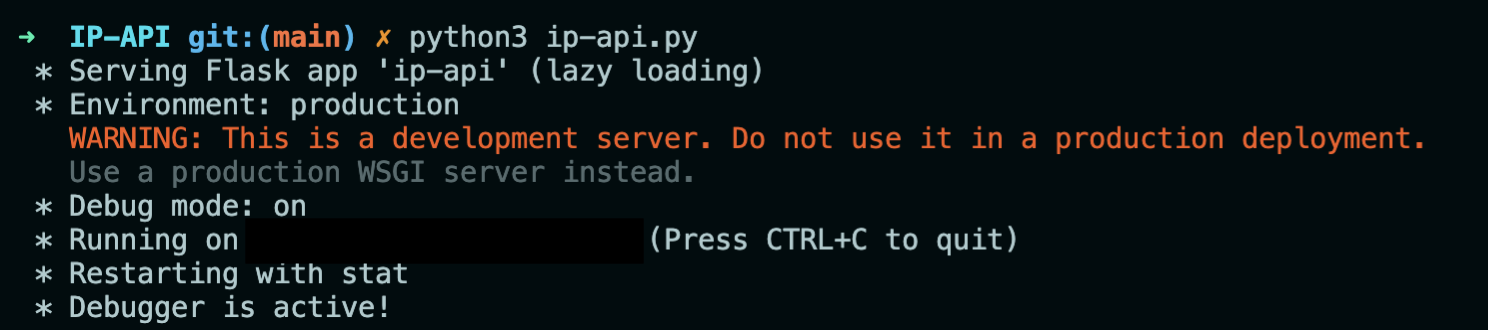 ➜  IP-API git:(main) ✗ python3 ip-api.py
 * Serving Flask app 'ip-api' (lazy loading)
 * Environment: production
   WARNING: This is a development server. Do not use it in a production deployment.
   Use a production WSGI server instead.
 * Debug mode: on
 * Running on (Press CTRL+C to quit)
 * Restarting with stat
 * Debugger is active!